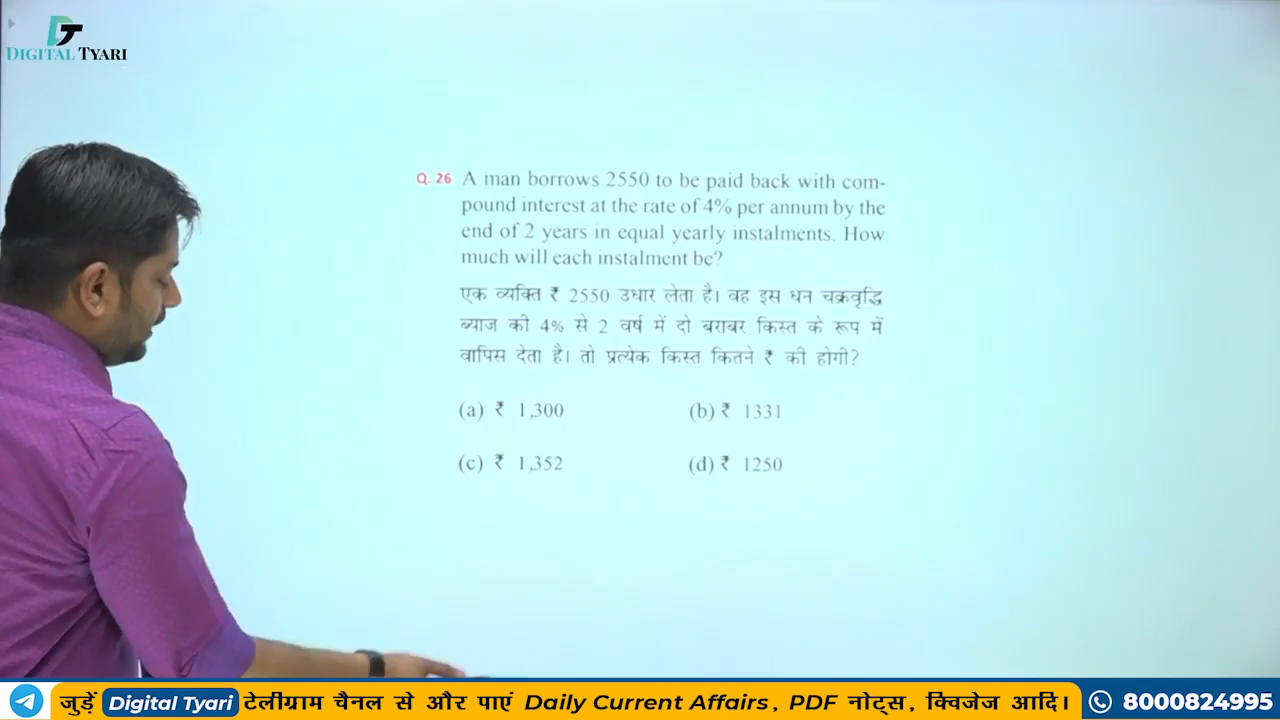 DT
DIGITAL TYARI
Q. 26 A man borrows 2550 to be paid back with com-
pound interest at the rate of 4% per annum by the
end of 2 years in equal yearly instalments. How
much will each instalment be?
एक व्यक्ति ₹ 2550 उधार लेता है। वह इस धन चक्रवृद्धि
ब्याज की 4% से 2 वर्ष में दो बराबर किस्त के रूप में
वापिस देता है। तो प्रत्येक किस्त कितने ₹ की होगी?
(a) ₹ 1,300 (b) ₹ 1331
(c) ₹ 1,352 (d) ₹ 1250
जुड़ें Digital Tyari टेलीग्राम चैनल से और पाएं Daily Current Affairs, PDF नोट्स, क्विजेज आदि। 8000824995